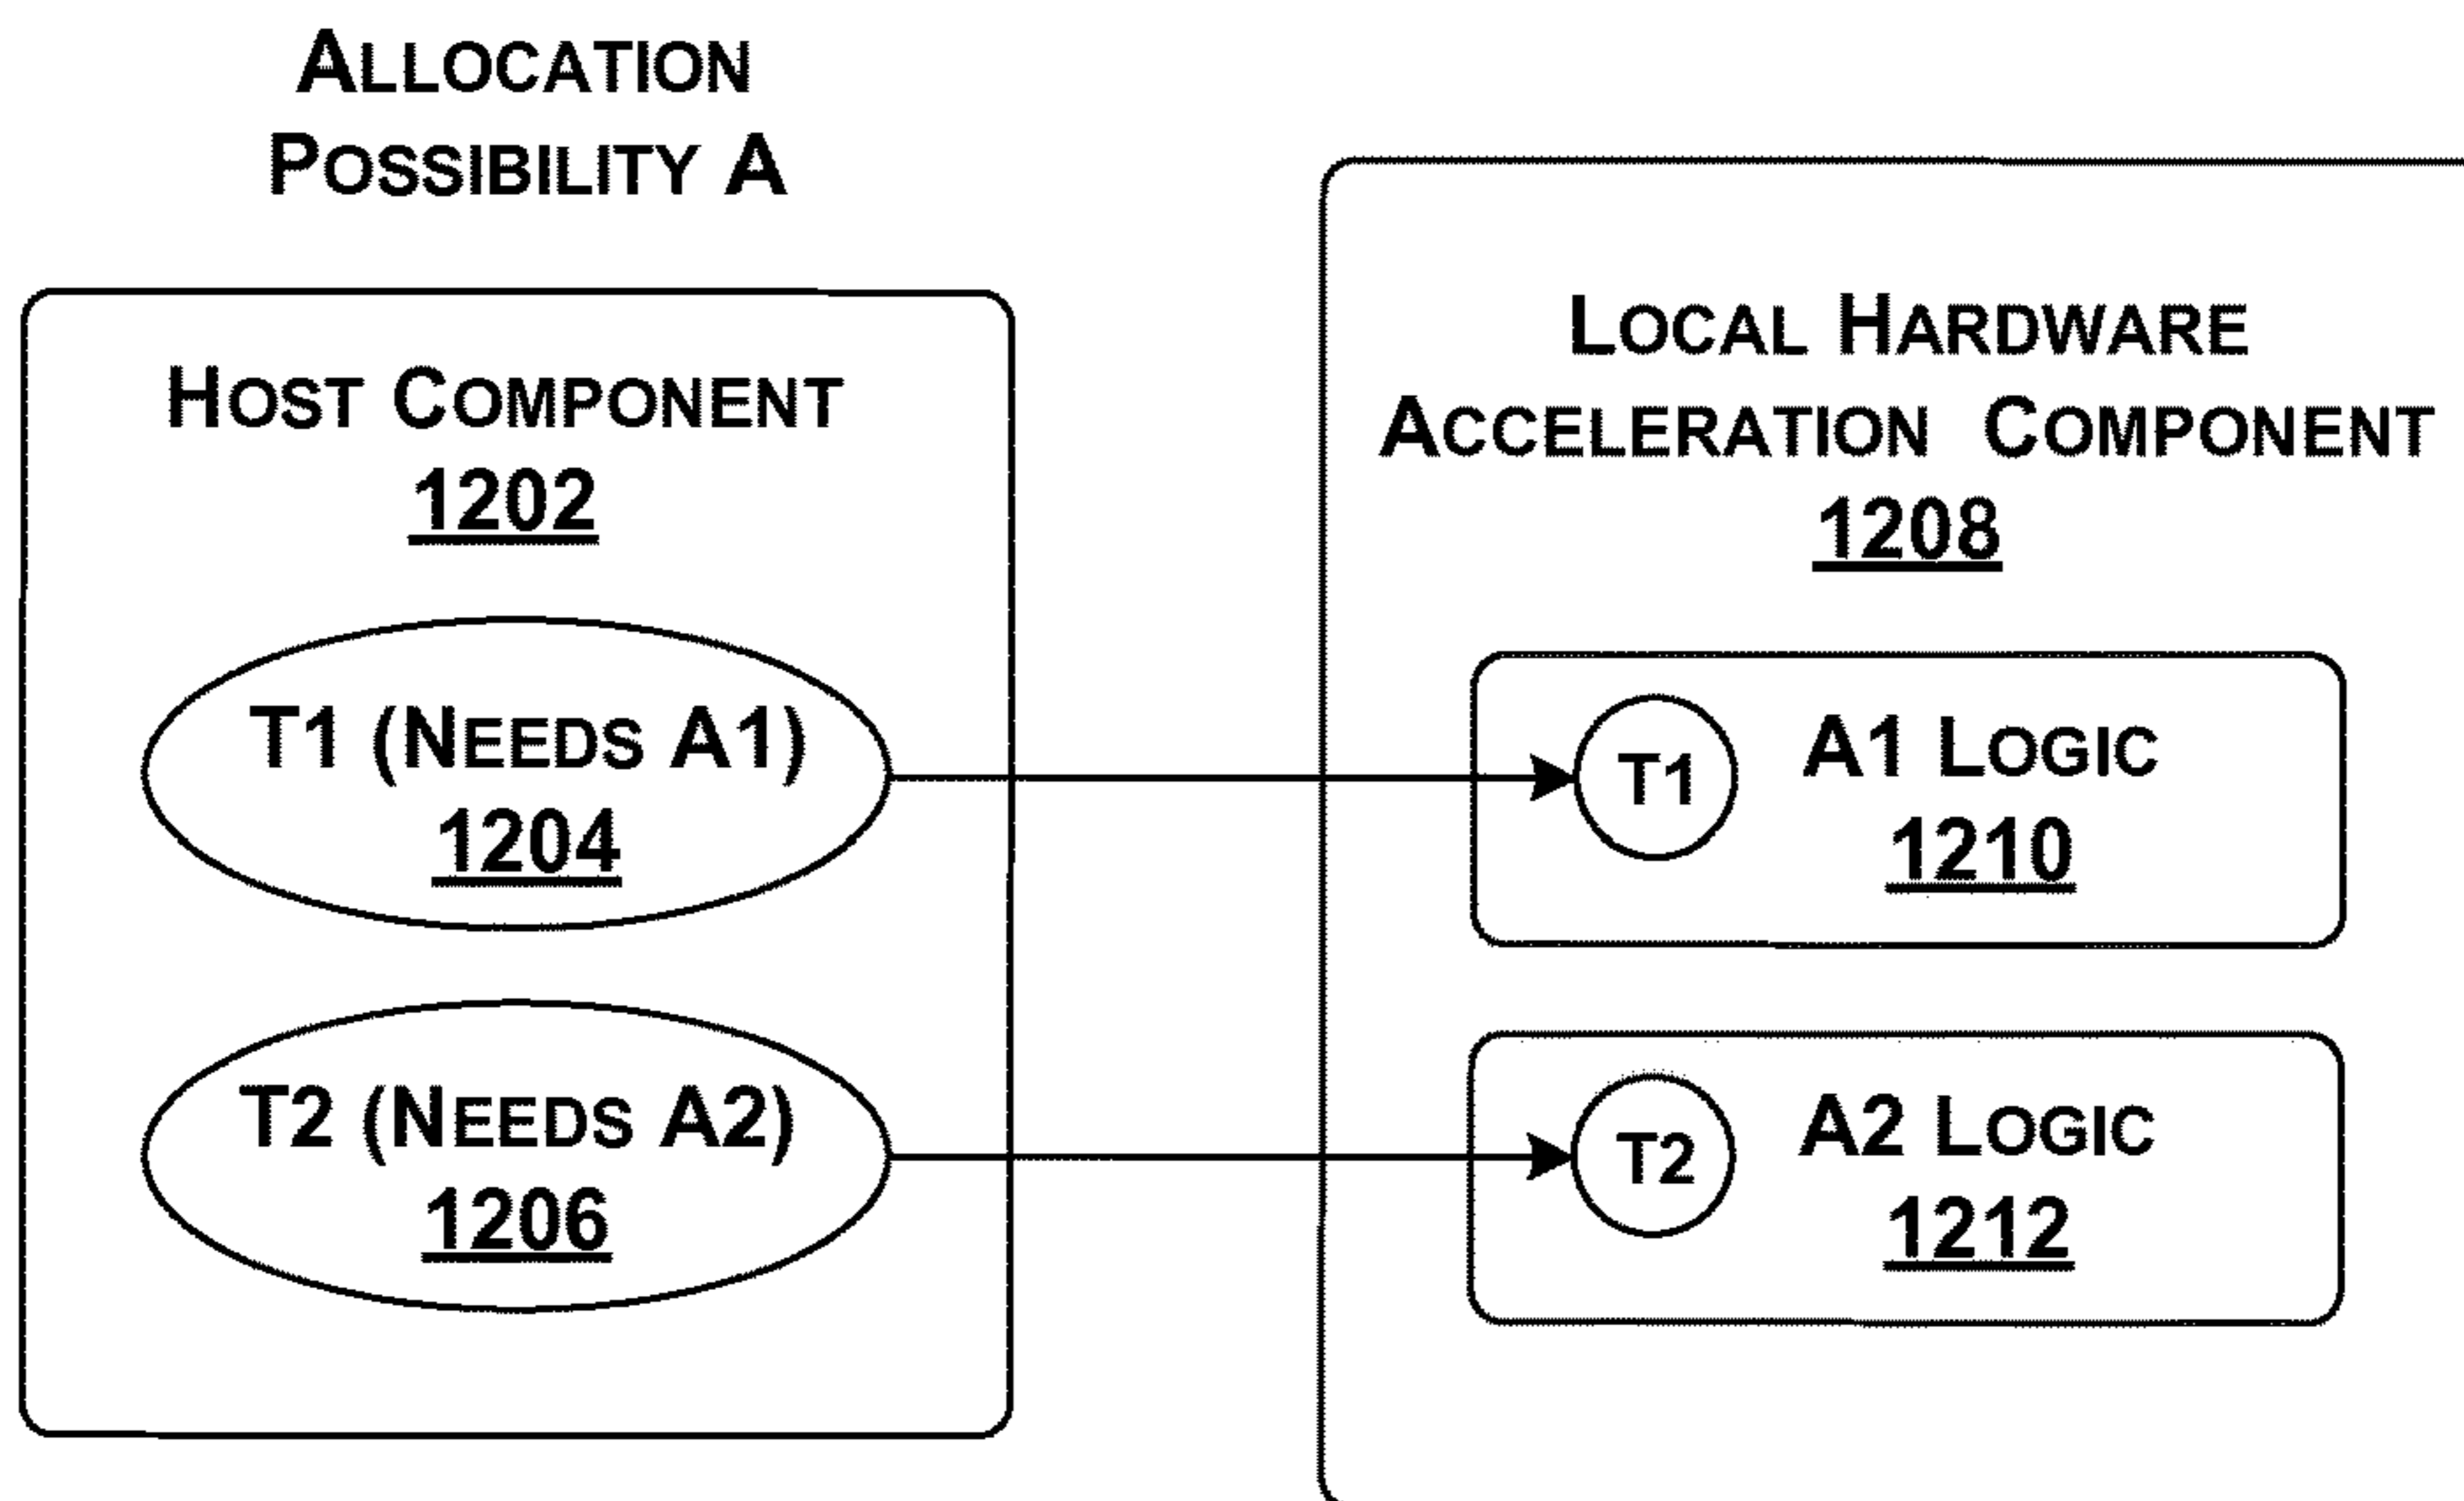 ALLOCATION
POSSIBILITY A
HOST COMPONENT
1202
T1 (NEEDS A1)
1204
T2 (NEEDS A2)
1206
LOCAL HARDWARE
ACCELERATION COMPONENT
1208
T1
A1 LOGIC
1210
T2
A2 LOGIC
1212